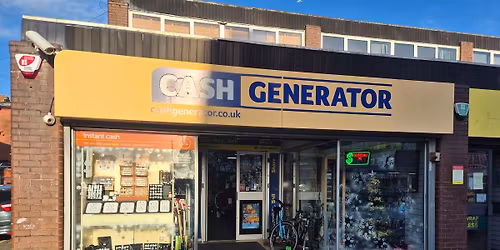 CASH GENERATOR
cashgenerator.co.uk
instant cash